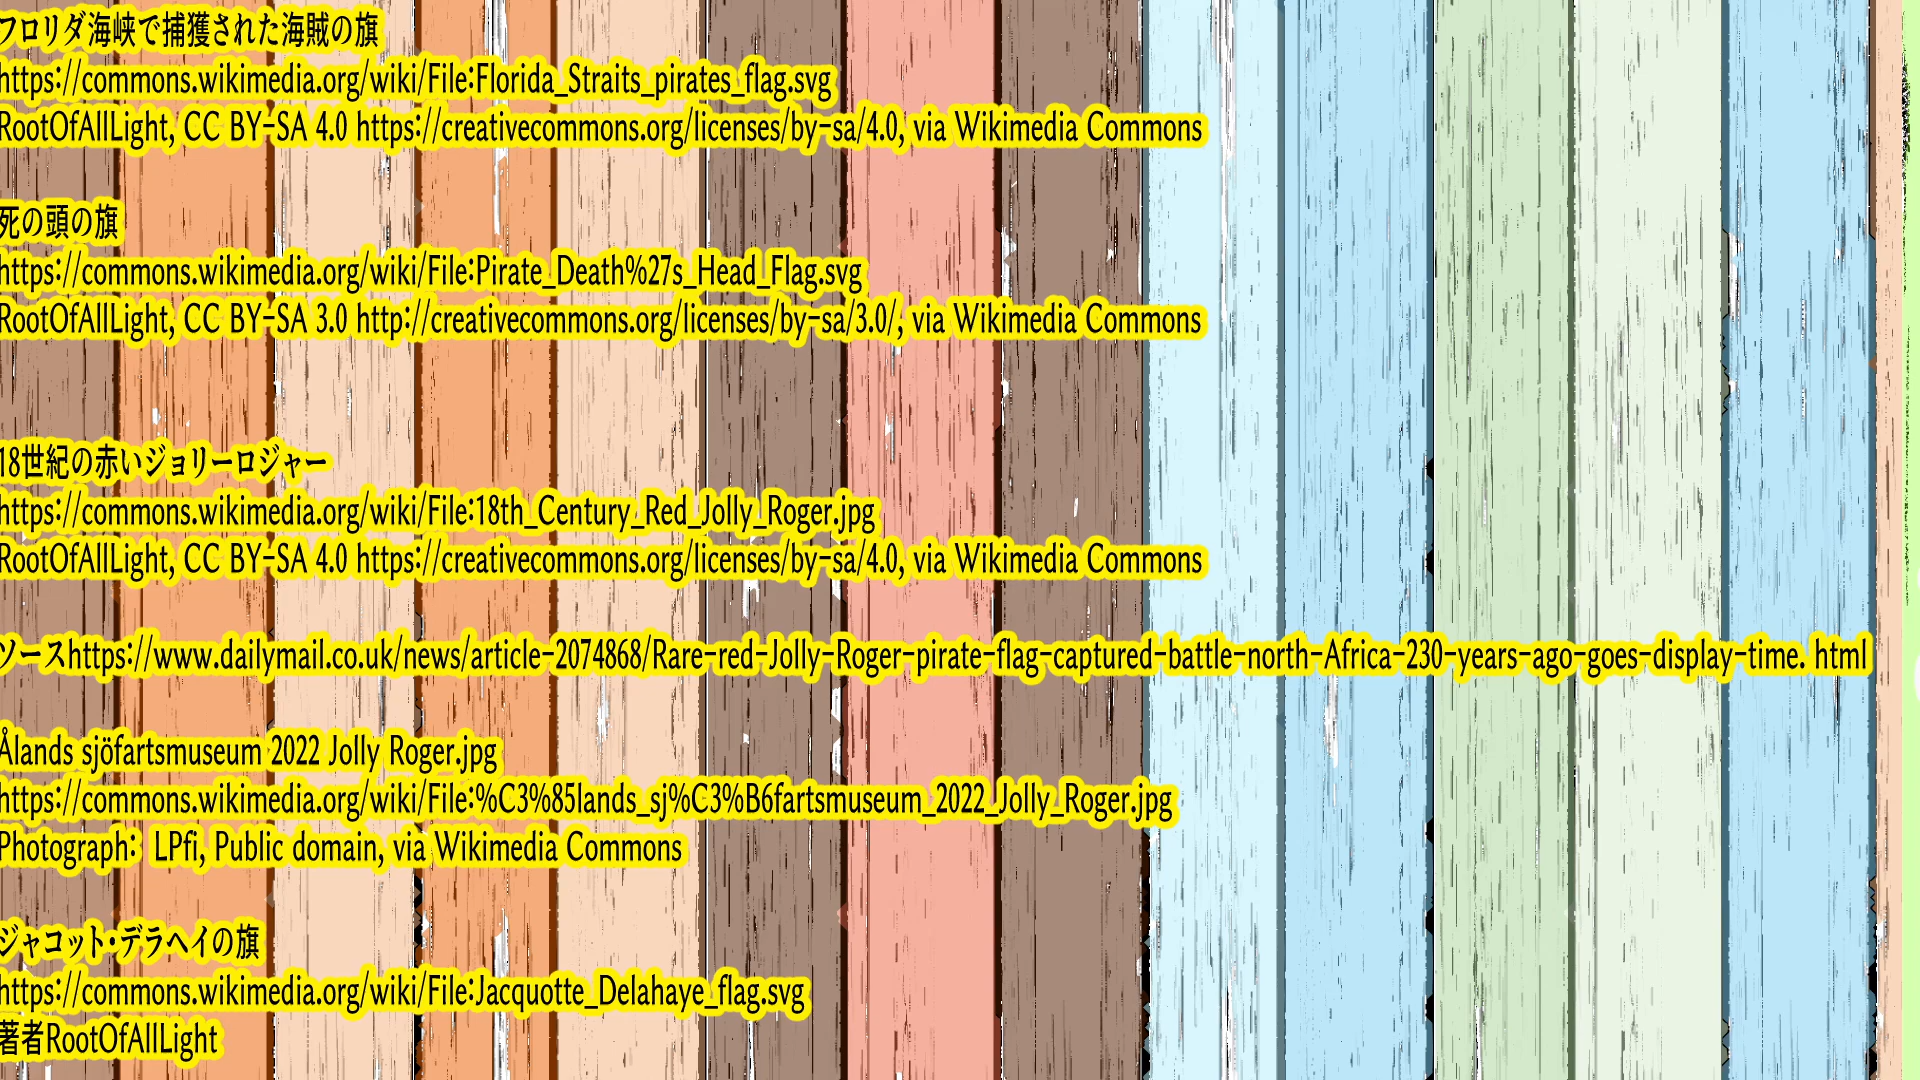 フロリダ海峡で捕獲された海賊の旗
https://commons.wikimedia.org/wiki/File:Florida_Straits_pirates_flag.svg
RootOfAllLight, CC BY-SA 4.0 https://creativecommons.org/licenses/by-sa/4.0, via Wikimedia Commons
死の頭の旗
https://commons.wikimedia.org/wiki/File:Pirate_Death%27s_Head_Flag.svg
RootOfAllLight, CC BY-SA 3.0 http://creativecommons.org/licenses/by-sa/3.0/, via Wikimedia Commons
18世紀の赤いジョリーロジャー
https://commons.wikimedia.org/wiki/File:18th_Century_Red_Jolly_Roger.jpg
RootOfAllLight, CC BY-SA 4.0 https://creativecommons.org/licenses/by-sa/4.0, via Wikimedia Commons
ソースhttps://www.dailymail.co.uk/news/article-2074868/Rare-red-Jolly-Roger-pirate-flag-captured-battle-north-Africa-230-years-ago-goes-display-time. html
Ålands sjöfartsmuseum 2022 Jolly Roger.jpg
https://commons.wikimedia.org/wiki/File:%C3%85lands_sj%C3%B6fartsmuseum_2022_Jolly_Roger.jpg
Photograph: LPfi, Public domain, via Wikimedia Commons
ジャコット・デラヘイの旗
https://commons.wikimedia.org/wiki/File:Jacquotte_Delahaye_flag.svg
著者RootOfAllLight